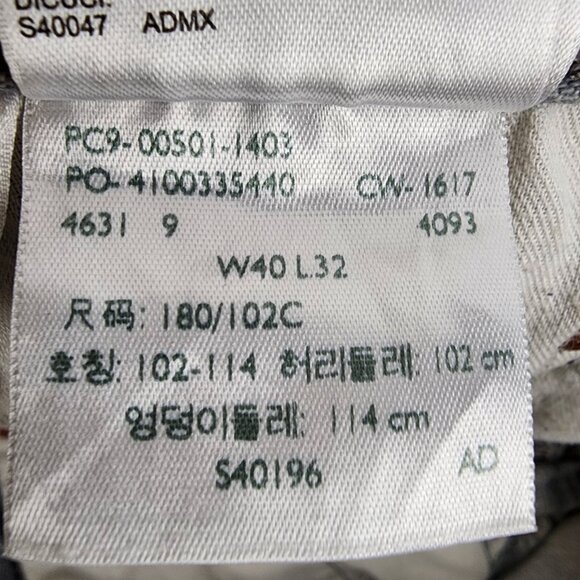 S40047 ADMX
PC9-00501-1403
PO-4100335440 CW-1617
4631 9 4093
W40 L32
尺码: 180/102C
호칭: 102-114 허리둘레: 102 cm
엉덩이둘레: 114 cm
S40196 AD